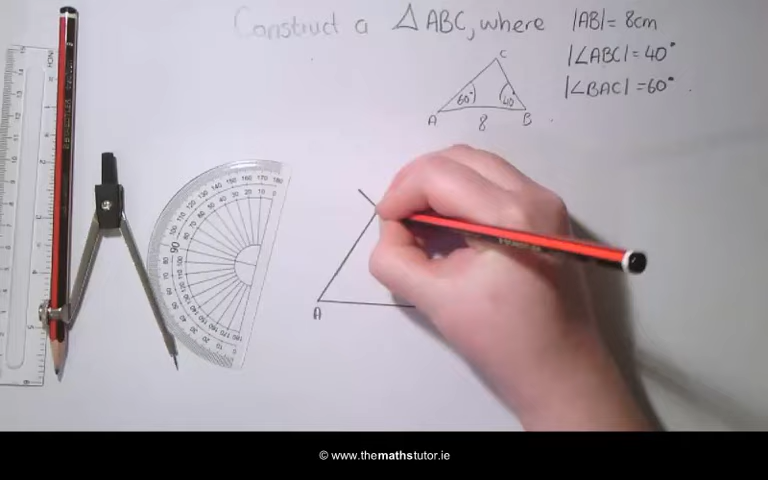 Construct a △ABC, where |AB| = 8cm
|∠ABC| = 40°
|∠BAC| = 60°
C
60° 40
A 8 B
A
© www.themathstutor.ie